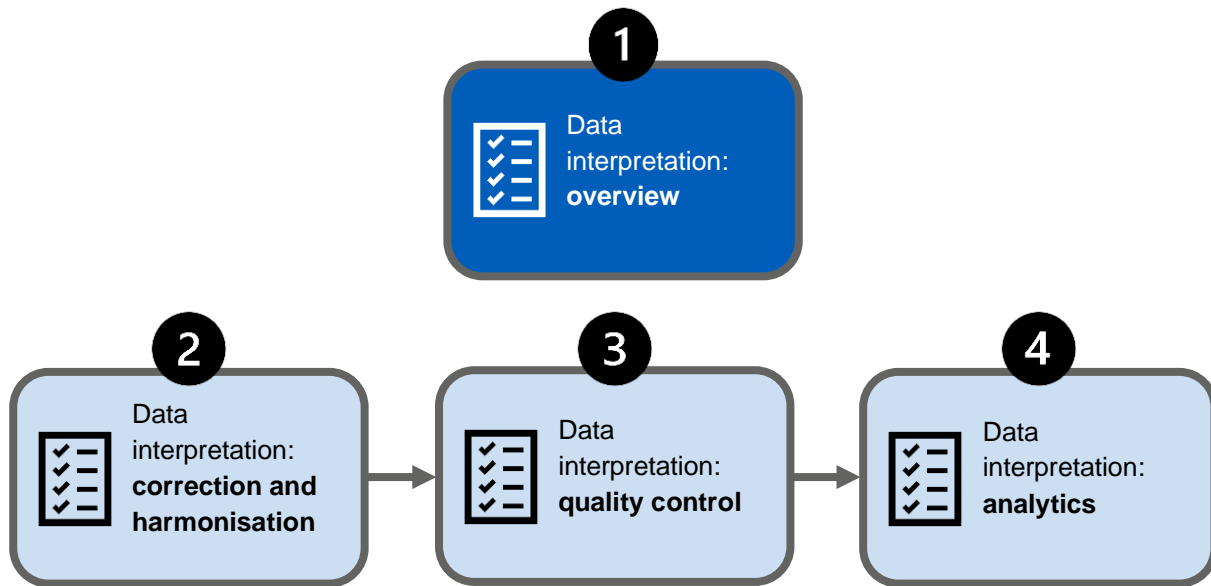 1
Data
interpretation:
overview
2
Data
interpretation:
correction and
harmonisation
3
Data
interpretation:
quality control
4
Data
interpretation:
analytics